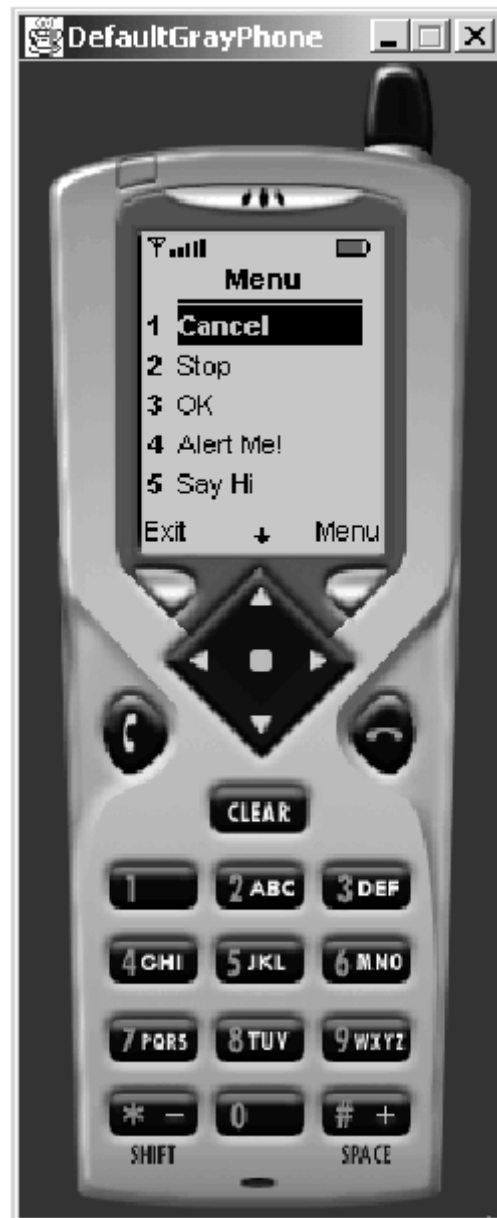 DefaultGrayPhone
Menu
1 Cancel
2 Stop
3 OK
4 Alert Me!
5 Say Hi
Exit Menu
CLEAR
1 2 ABC 3 DEF
4 GHI 5 JKL 6 MNO
7 PQRS 8 TUV 9 WXYZ
* - 0 # +
SHIFT SPACE